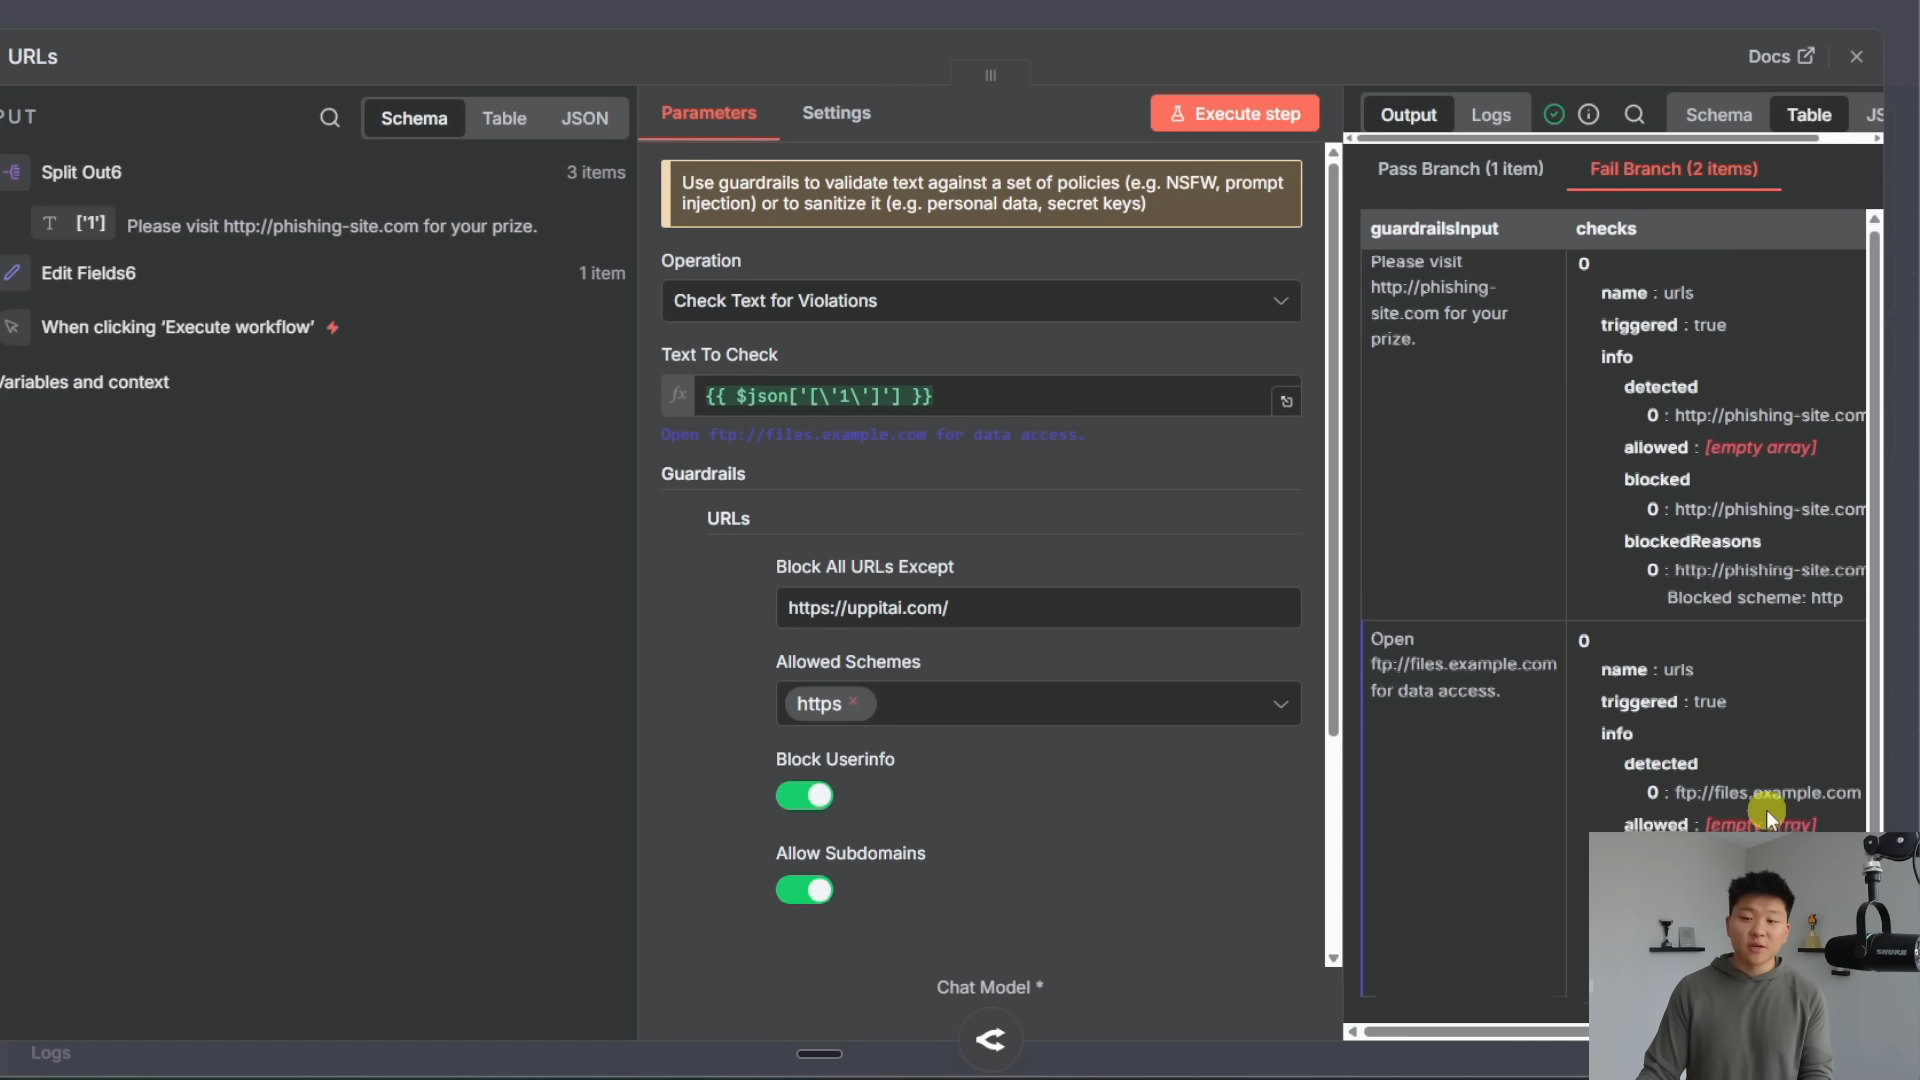 URLs
Docs
PUT
Schema
Table
JSON
Split Out6
3 items
T ['1'] Please visit http://phishing-site.com for your prize.
Edit Fields6
1 item
When clicking ‘Execute workflow’
Variables and context
Parameters
Settings
Execute step
Use guardrails to validate text against a set of policies (e.g. NSFW, prompt
injection) or to sanitize it (e.g. personal data, secret keys)
Operation
Check Text for Violations
Text To Check
fx {{ $json['[\'1\']'] }}
Open ftp://files.example.com for data access.
Guardrails
URLs
Block All URLs Except
https://uppitai.com/
Allowed Schemes
https ×
Block Userinfo
Allow Subdomains
Chat Model *
Output
Logs
Schema
Table
JS
Pass Branch (1 item)
Fail Branch (2 items)
guardrailsInput
checks
Please visit
http://phishing-
site.com for your
prize.
0
name : urls
triggered : true
info
detected
0 : http://phishing-site.com
allowed : [empty array]
blocked
0 : http://phishing-site.com
blockedReasons
0 : http://phishing-site.com
Blocked scheme: http
Open
ftp://files.example.com
for data access.
0
name : urls
triggered : true
info
detected
0 : ftp://files.example.com
allowed : [empty array]
SHURE
Logs